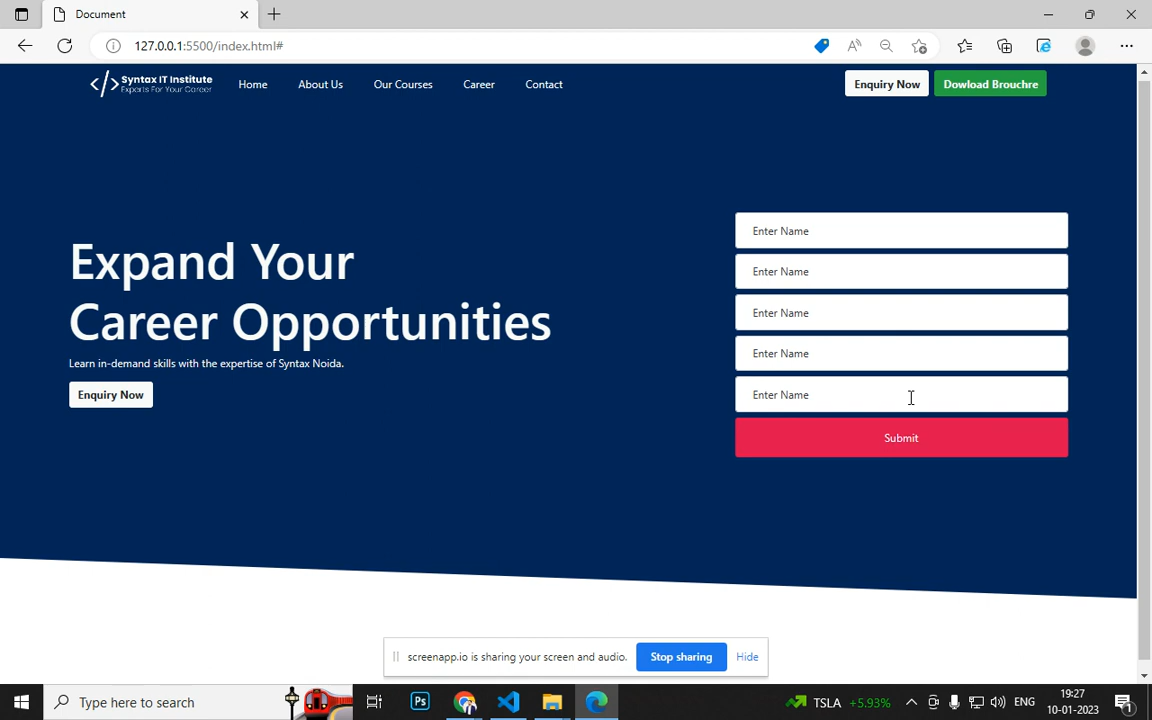 Document
127.0.0.1:5500/index.html#
Syntax IT Institute
Experts For Your Career
Home
About Us
Our Courses
Career
Contact
Enquiry Now
Dowload Brouchre
Expand Your
Career Opportunities
Learn in-demand skills with the expertise of Syntax Noida.
Enquiry Now
Enter Name
Enter Name
Enter Name
Enter Name
Enter Name
Submit
screenapp.io is sharing your screen and audio.
Stop sharing
Hide
Type here to search
Ps
TSLA +5.93%
ENG
19:27
10-01-2023
1